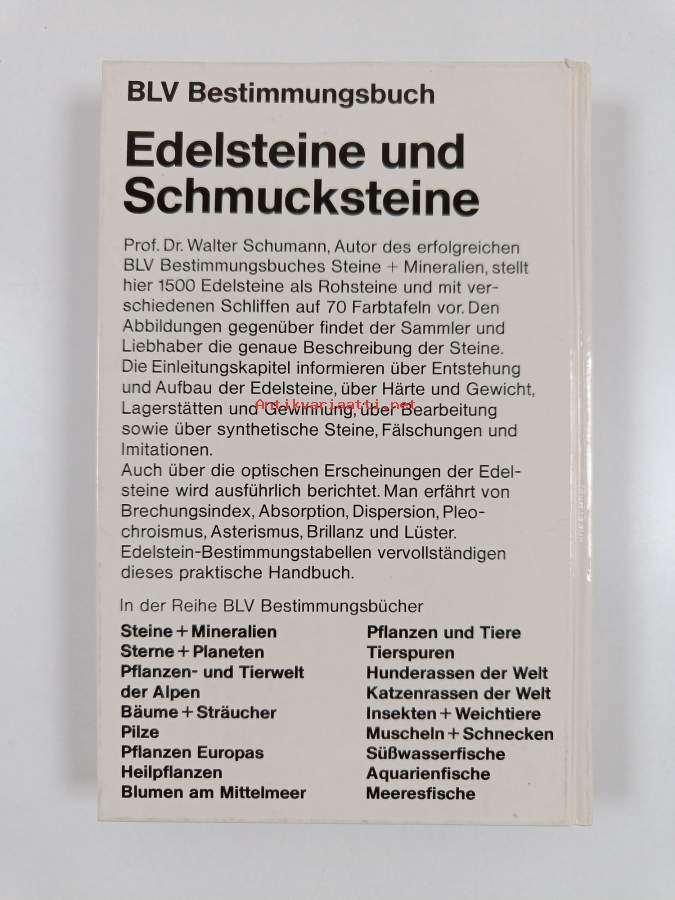 BLV Bestimmungsbuch
Edelsteine und
Schmucksteine
Prof. Dr. Walter Schumann, Autor des erfolgreichen
BLV Bestimmungsbuches Steine + Mineralien, stellt
hier 1500 Edelsteine als Rohsteine und mit ver-
schiedenen Schliffen auf 70 Farbtafeln vor. Den
Abbildungen gegenüber findet der Sammler und
Liebhaber die genaue Beschreibung der Steine.
Die Einleitungskapitel informieren über Entstehung
und Aufbau der Edelsteine, über Härte und Gewicht,
Lagerstätten und Gewinnung, über Bearbeitung
Antikvariaatti.net
sowie über synthetische Steine, Fälschungen und
Imitationen.
Auch über die optischen Erscheinungen der Edel-
steine wird ausführlich berichtet. Man erfährt von
Brechungsindex, Absorption, Dispersion, Pleo-
chroismus, Asterismus, Brillanz und Lüster.
Edelstein-Bestimmungstabellen vervollständigen
dieses praktische Handbuch.
In der Reihe BLV Bestimmungsbücher
Steine + Mineralien
Sterne + Planeten
Pflanzen- und Tierwelt
der Alpen
Bäume + Sträucher
Pilze
Pflanzen Europas
Heilpflanzen
Blumen am Mittelmeer
Pflanzen und Tiere
Tierspuren
Hunderassen der Welt
Katzenrassen der Welt
Insekten + Weichtiere
Muscheln + Schnecken
Süßwasserfische
Aquarienfische
Meeresfische